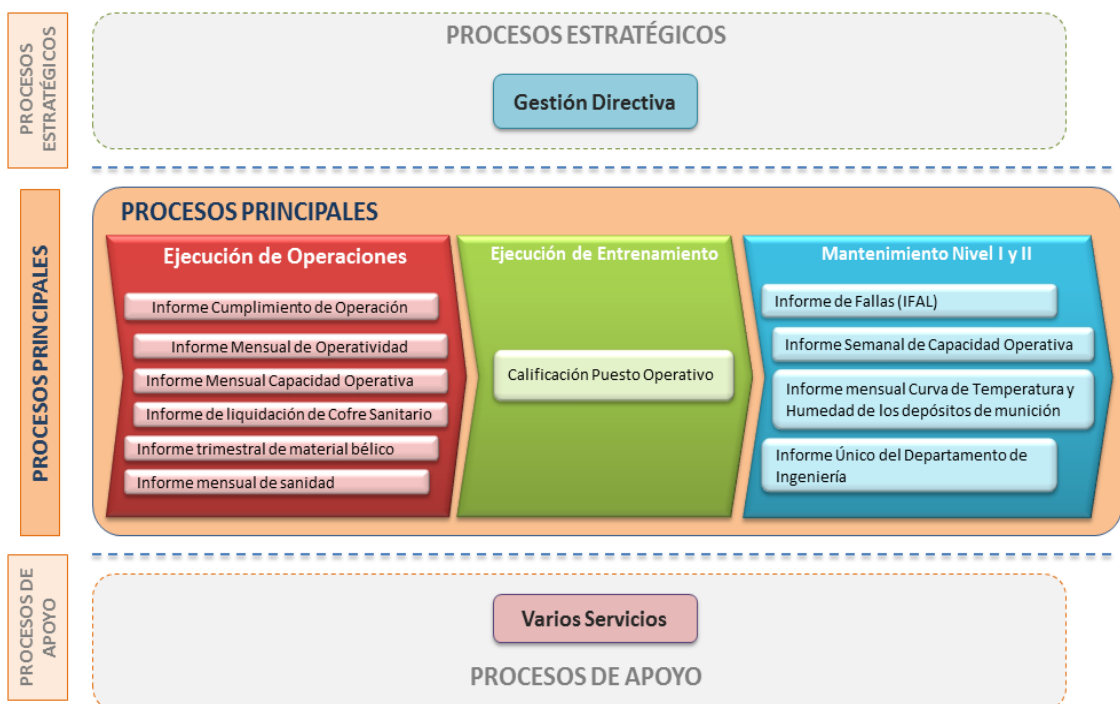 PROCESOS
ESTRATÉGICOS
PROCESOS ESTRATÉGICOS
Gestión Directiva
PROCESOS PRINCIPALES
PROCESOS PRINCIPALES
Ejecución de Operaciones
Informe Cumplimiento de Operación
Informe Mensual de Operatividad
Informe Mensual Capacidad Operativa
Informe de liquidación de Cofre Sanitario
Informe trimestral de material bélico
Informe mensual de sanidad
Ejecución de Entrenamiento
Calificación Puesto Operativo
Mantenimiento Nivel I y II
Informe de Fallas (IFAL)
Informe Semanal de Capacidad Operativa
Informe mensual Curva de Temperatura y
Humedad de los depósitos de munición
Informe Único del Departamento de
Ingeniería
PROCESOS DE
APOYO
Varios Servicios
PROCESOS DE APOYO